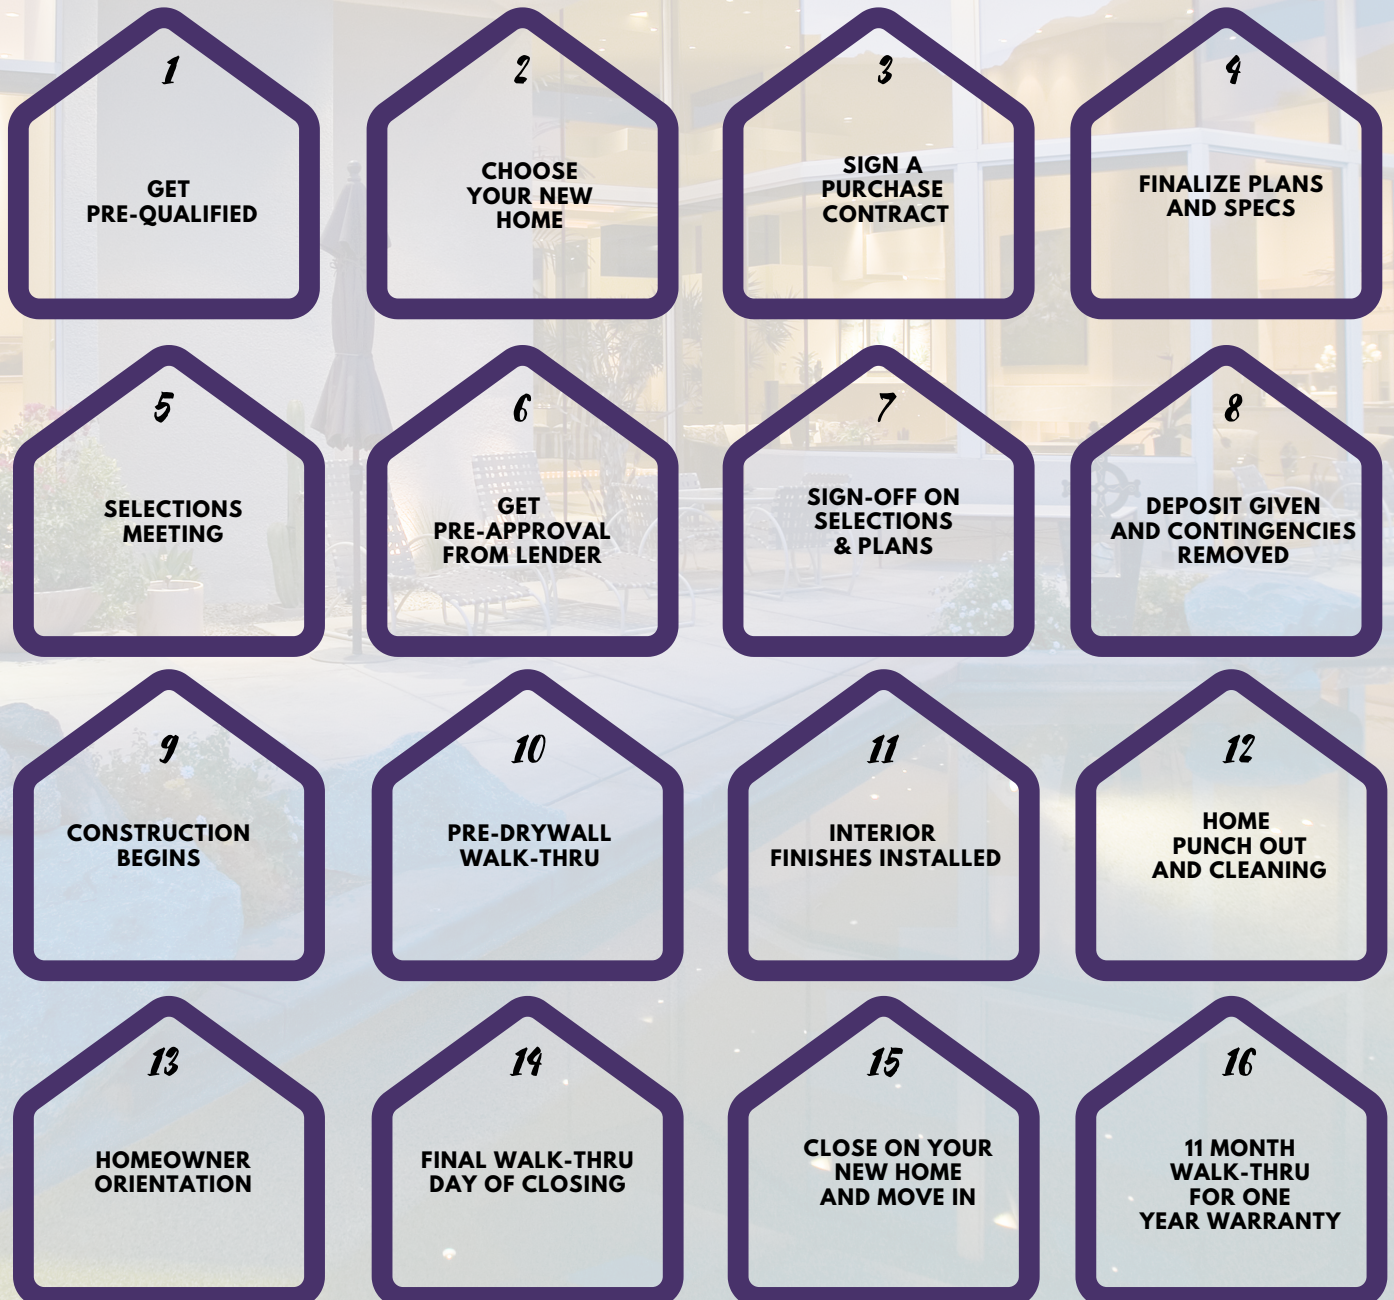 1
GET
PRE-QUALIFIED
2
CHOOSE
YOUR NEW
HOME
3
SIGN A
PURCHASE
CONTRACT
4
FINALIZE PLANS
AND SPECS
5
SELECTIONS
MEETING
6
GET
PRE-APPROVAL
FROM LENDER
7
SIGN-OFF ON
SELECTIONS
& PLANS
8
DEPOSIT GIVEN
AND CONTINGENCIES
REMOVED
9
CONSTRUCTION
BEGINS
10
PRE-DRYWALL
WALK-THRU
11
INTERIOR
FINISHES INSTALLED
12
HOME
PUNCH OUT
AND CLEANING
13
HOMEOWNER
ORIENTATION
14
FINAL WALK-THRU
DAY OF CLOSING
15
CLOSE ON YOUR
NEW HOME
AND MOVE IN
16
11 MONTH
WALK-THRU
FOR ONE
YEAR WARRANTY